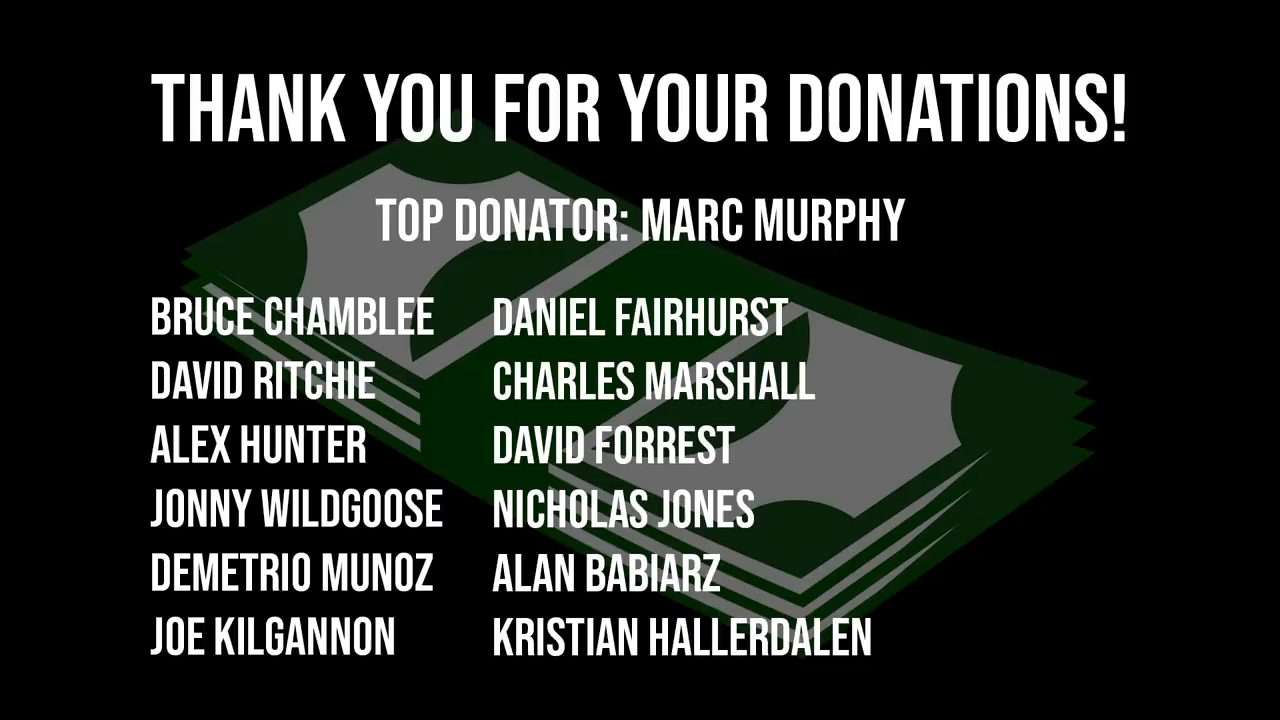 THANK YOU FOR YOUR DONATIONS!
TOP DONATOR: MARC MURPHY
BRUCE CHAMBLEE
DAVID RITCHIE
ALEX HUNTER
JONNY WILDGOOSE
DEMETRIO MUNOZ
JOE KILGANNON
DANIEL FAIRHURST
CHARLES MARSHALL
DAVID FORREST
NICHOLAS JONES
ALAN BABIARZ
KRISTIAN HALLERDALEN